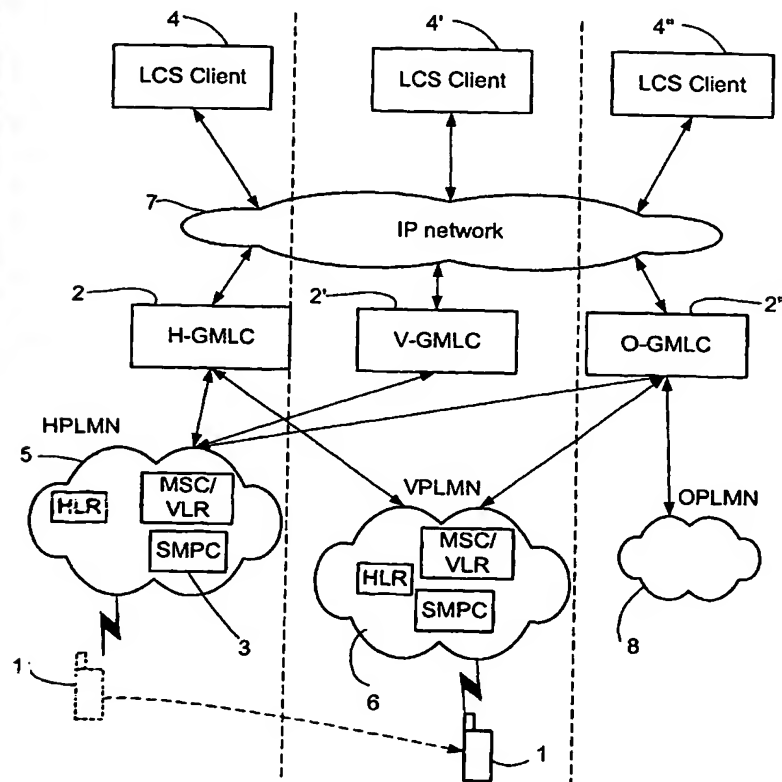 4 4' 4"
LCS Client LCS Client LCS Client
7
IP network
2 2' 2"
H-GMLC V-GMLC O-GMLC
HPLMN
5
VPLMN
OPLMN
HLR
MSC/
VLR
SMPC
MSC/
VLR
HLR
SMPC
3
6
8
1
1